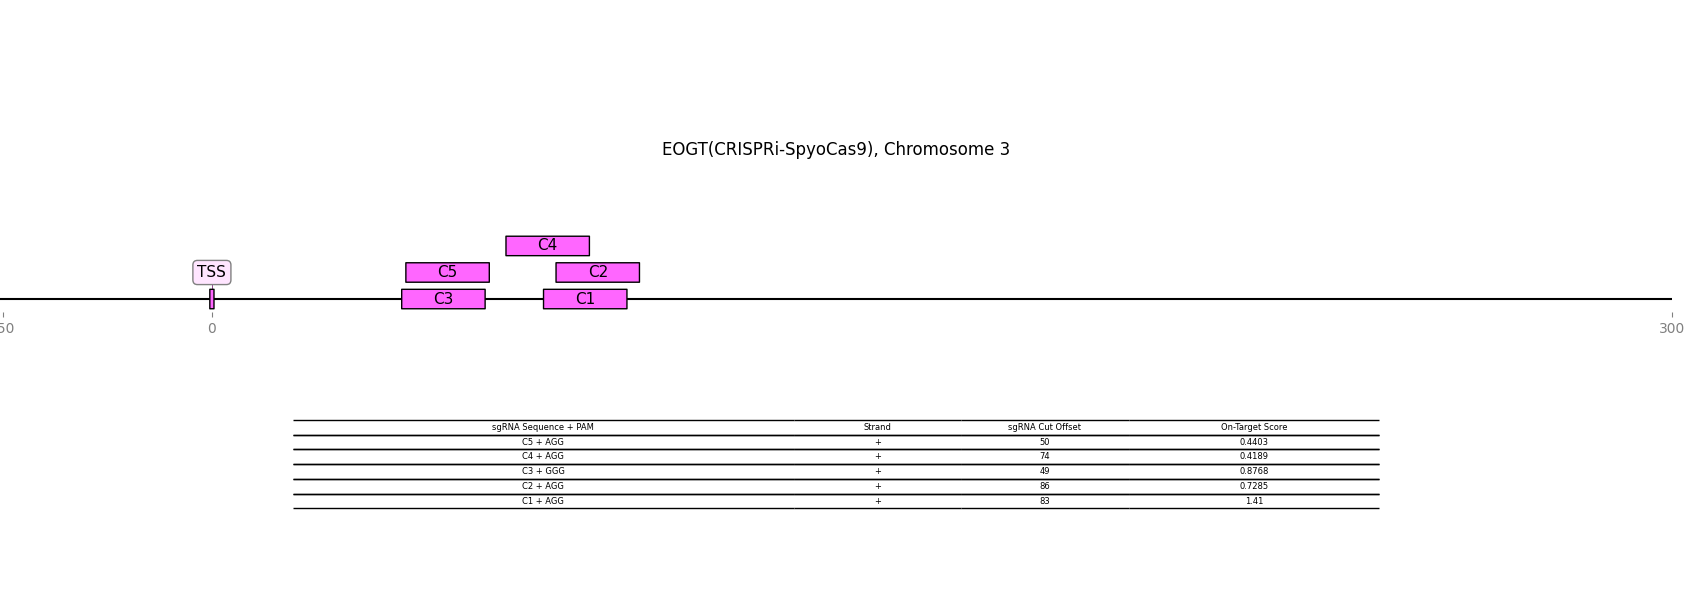 EOGT(CRISPRi-SpyoCas9), Chromosome 3
C4
TSS C5 C2
C3 C1
50 0 300
sgRNA Sequence + PAM Strand sgRNA Cut Offset On-Target Score
C5 + AGG + 50 0.4403
C4 + AGG + 74 0.4189
C3 + GGG + 49 0.8768
C2 + AGG + 86 0.7285
C1 + AGG + 83 1.41